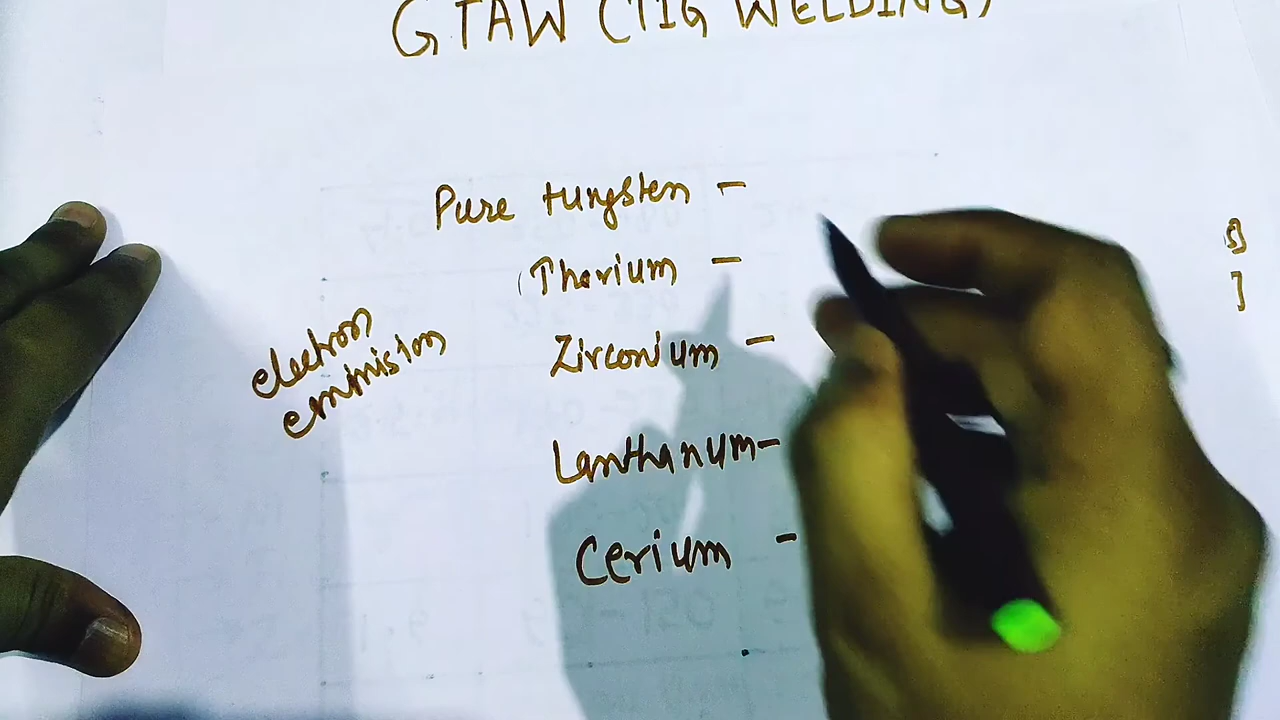 GTAW (TIG WELDING)
Pure tungsten -
Thorium -
Zirconium -
electron
emmision
Lanthanum-
Cerium -